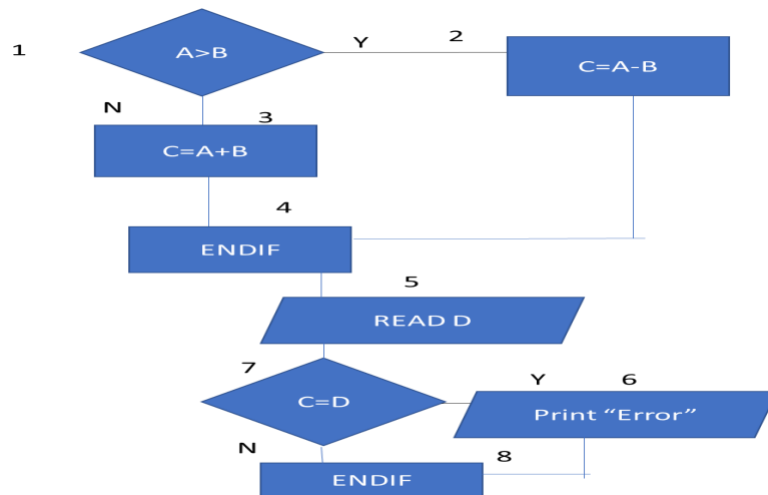 1
A>B
Y
2
C=A-B
N
3
C=A+B
4
ENDIF
5
READ D
7
C=D
Y
6
Print “Error”
N
8
ENDIF